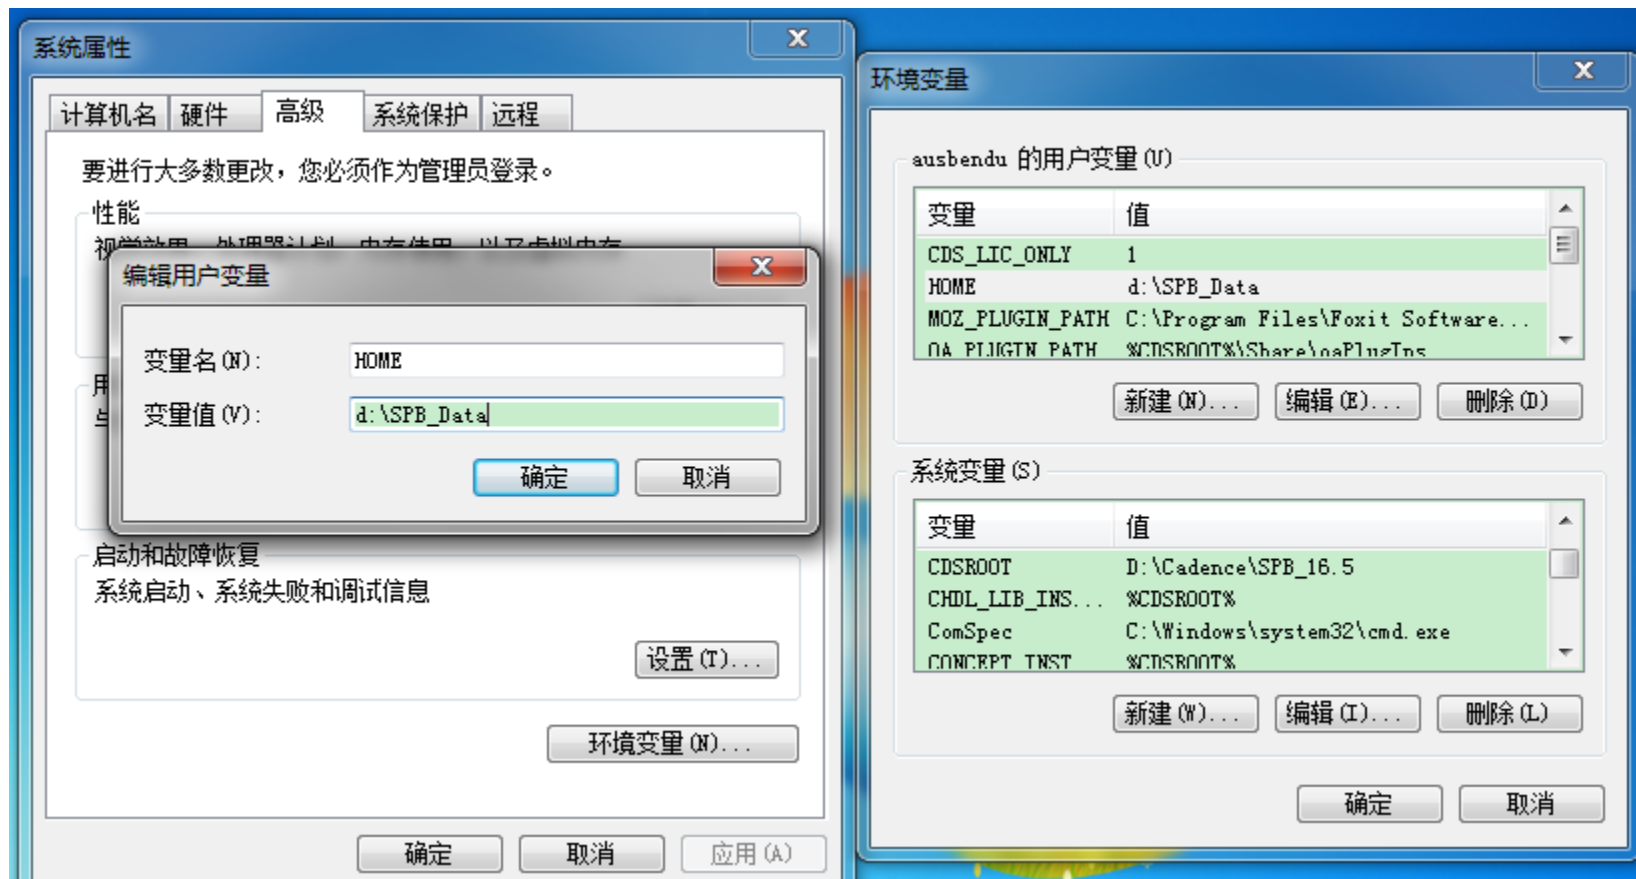 系统属性
计算机名 硬件 高级 系统保护 远程
要进行大多数更改，您必须作为管理员登录。
性能
编辑用户变量
变量名(N): HOME
变量值(V): d:\SPB_Data
确定 取消
启动和故障恢复
系统启动、系统失败和调试信息
设置(T)...
环境变量(N)...
确定 取消 应用(A)
环境变量
ausbendu 的用户变量(U)
变量 值
CDS_LIC_ONLY 1
HOME d:\SPB_Data
MOZ_PLUGIN_PATH C:\Program Files\Foxit Software...
OA_PLUGIN_PATH %CDSROOT%\Share\oaPlugIns
新建(N)... 编辑(E)... 删除(D)
系统变量(S)
变量 值
CDSROOT D:\Cadence\SPB_16.5
CHDL_LIB_INS... %CDSROOT%
ComSpec C:\Windows\system32\cmd.exe
CONCEPT_INST %CDSROOT%
新建(W)... 编辑(I)... 删除(L)
确定 取消